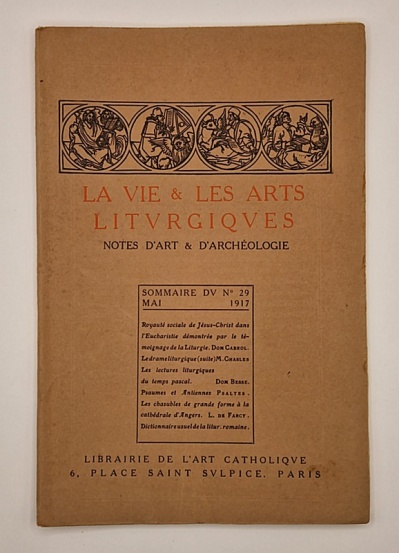 LA VIE & LES ARTS
LITVRGIQVES
NOTES D'ART & D'ARCHÉOLOGIE
SOMMAIRE DV N° 29
MAI 1917
Royauté sociale de Jésus-Christ dans
l'Eucharistie démontrée par le té-
moignage de la Liturgie. DOM CABROL.
Le drame liturgique (suite) M. CHARLES
Les lectures liturgiques
du temps pascal. DOM BESSE.
Psaumes et Antiennes PSALTES.
Les chasubles de grande forme à la
cathédrale d'Angers. L. DE FARCY.
Dictionnaire usuel de la litur. romaine.
LIBRAIRIE DE L'ART CATHOLIQVE
6, PLACE SAINT SVLPICE. PARIS